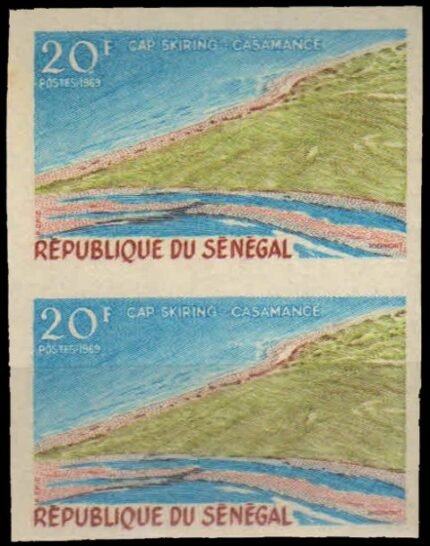 20F CAP SKIRING - CASAMANCE
POSTES·1969
RÉPUBLIQUE DU SÉNÉGAL
20F CAP SKIRING - CASAMANCE
POSTES·1969
RÉPUBLIQUE DU SÉNÉGAL